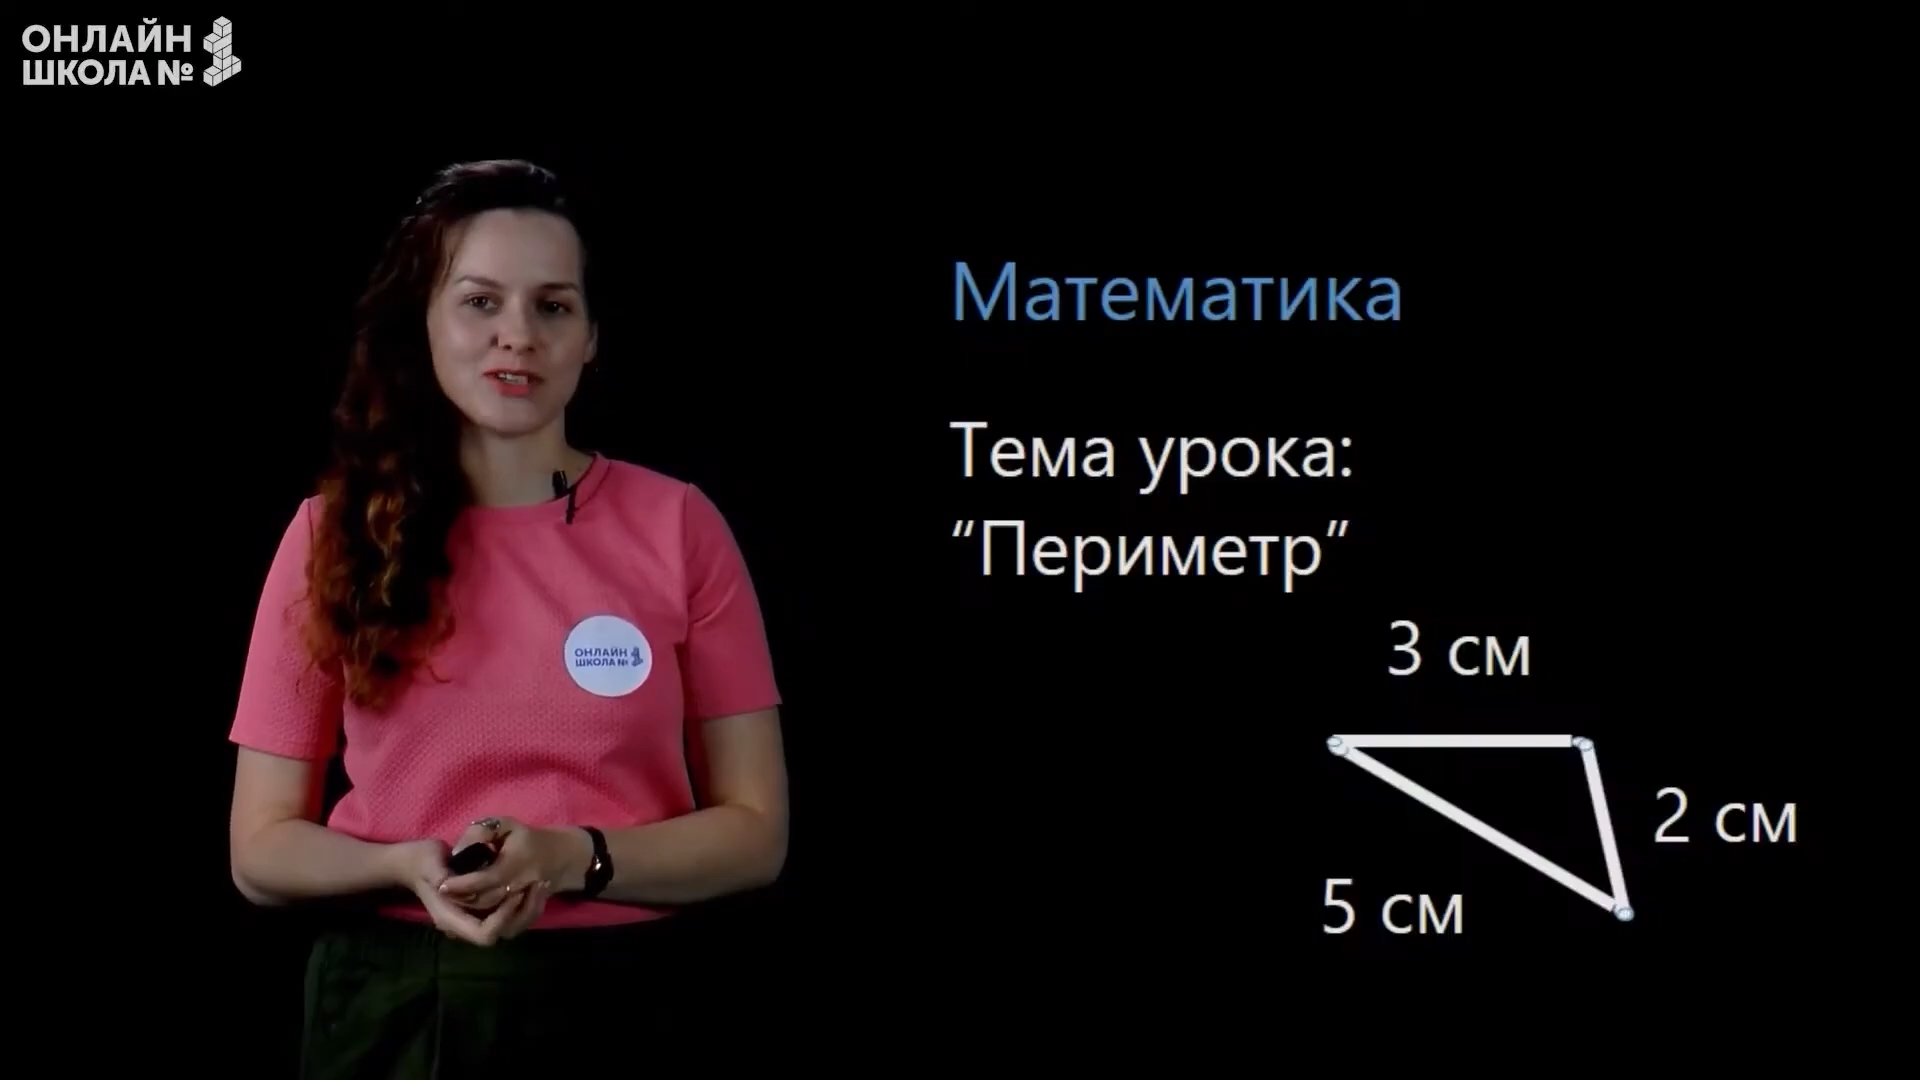 ОНЛАЙН
ШКОЛА №
Математика
Тема урока:
“Периметр”
3 см
2 см
5 см
ОНЛАЙН
ШКОЛА №